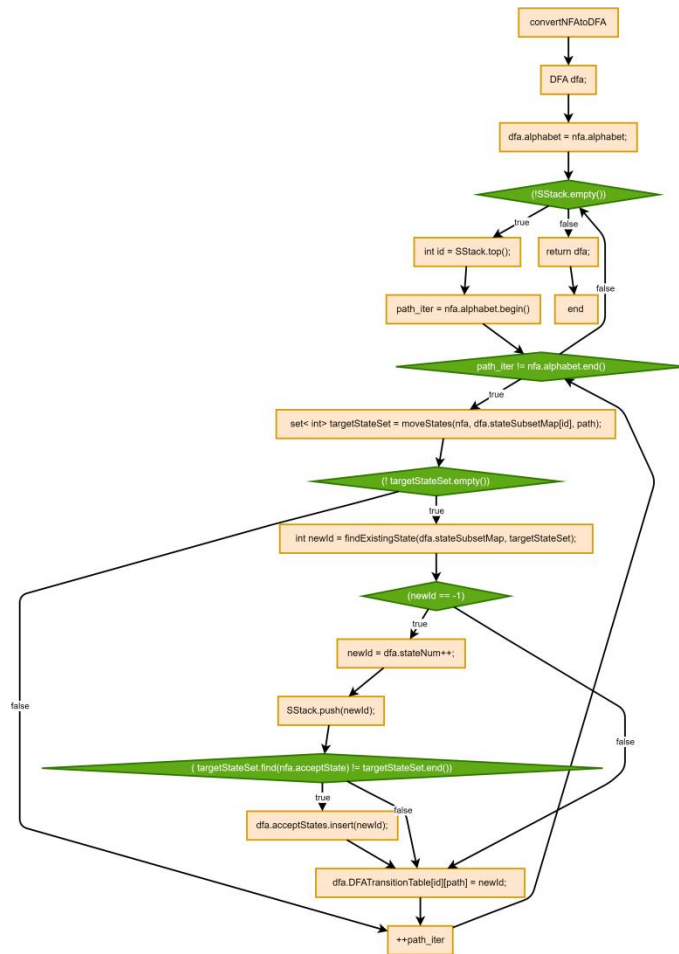 convertNFAtoDFA
DFA dfa;
dfa.alphabet = nfa.alphabet;
(!SStack.empty())
true
false
int id = SStack.top();
return dfa;
false
path_iter = nfa.alphabet.begin()
end
path_iter != nfa.alphabet.end()
true
set< int> targetStateSet = moveStates(nfa, dfa.stateSubsetMap[id], path);
(! targetStateSet.empty())
true
int newId = findExistingState(dfa.stateSubsetMap, targetStateSet);
(newId == -1)
true
newId = dfa.stateNum++;
SStack.push(newId);
false
false
( targetStateSet.find(nfa.acceptState) != targetStateSet.end())
true
false
dfa.acceptStates.insert(newId);
dfa.DFATransitionTable[id][path] = newId;
++path_iter